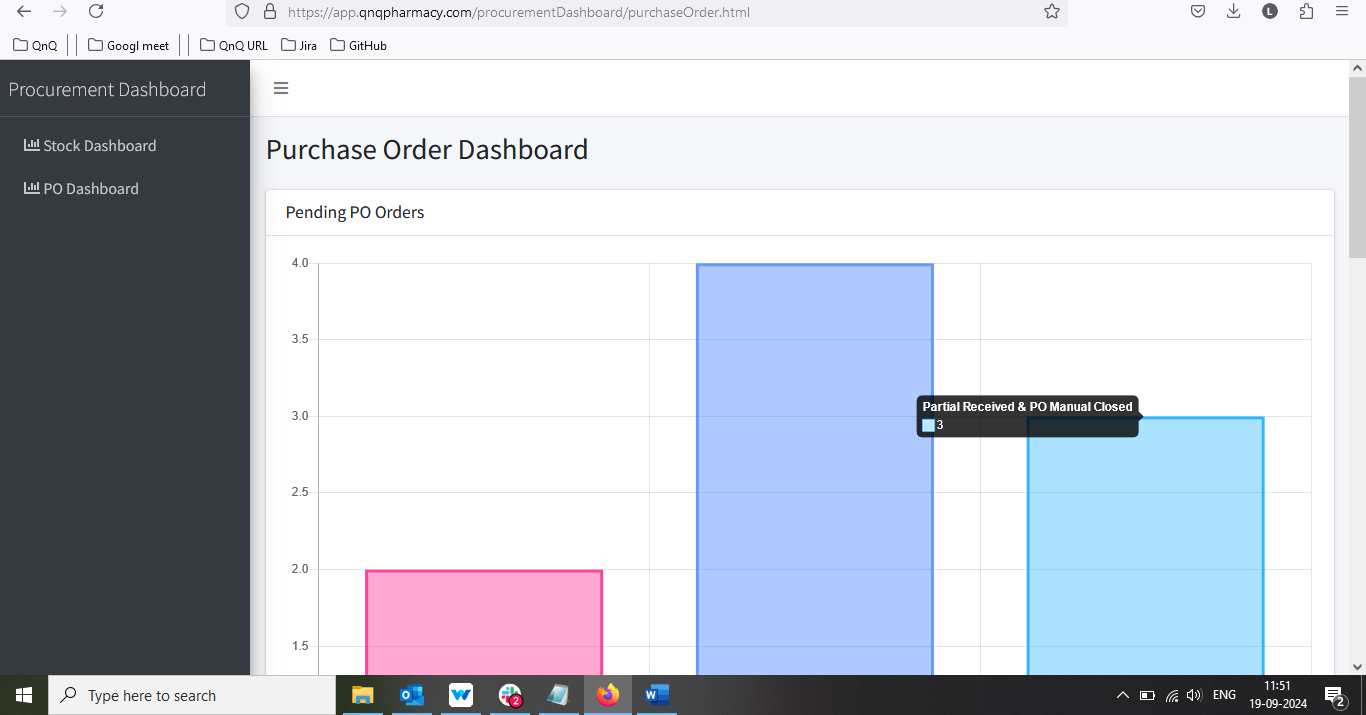 https://app.qnqpharmacy.com/procurementDashboard/purchaseOrder.html
L
QnQ
Googl meet
QnQ URL
Jira
GitHub
Procurement Dashboard
Stock Dashboard
PO Dashboard
Purchase Order Dashboard
Pending PO Orders
4.0
3.5
3.0
2.5
2.0
1.5
Partial Received & PO Manual Closed
3
Type here to search
W
2
W
ENG
11:51
19-09-2024
2